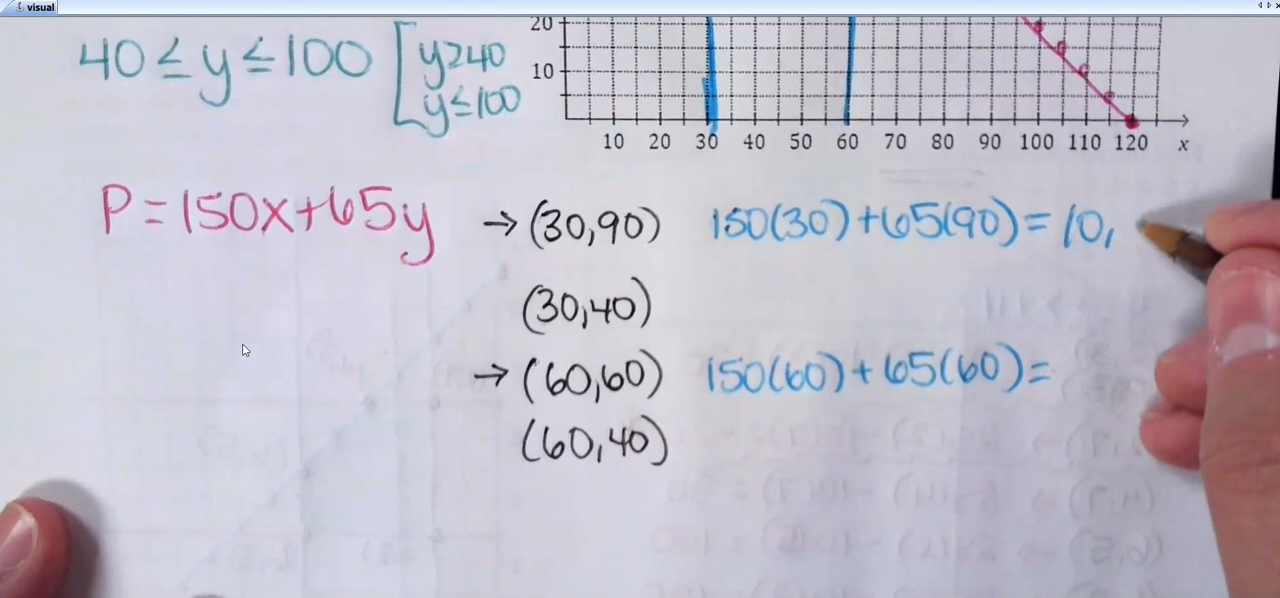 visual
40 ≤ y ≤ 100
y≥40
y≤100
20
10
10 20 30 40 50 60 70 80 90 100 110 120 x
P = 150x + 65y
→ (30,90) 150(30) + 65(90) = 10,
(30,40)
→ (60,60) 150(60) + 65(60) =
(60,40)